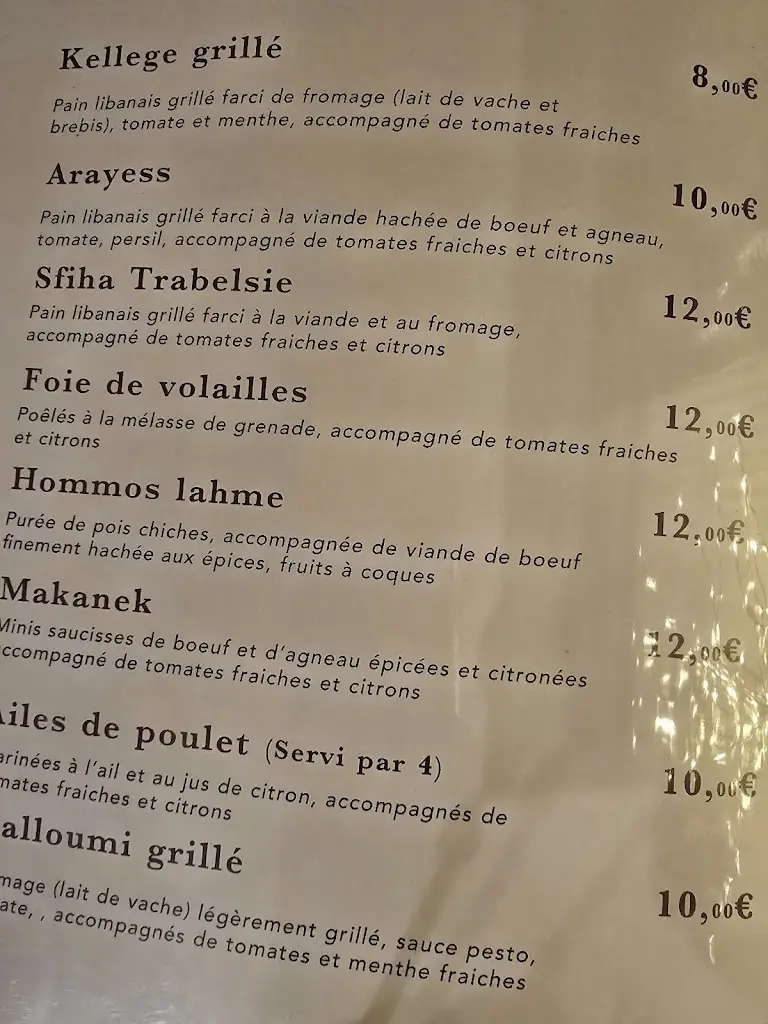 Kellege grillé
8,00€
Pain libanais grillé farci de fromage (lait de vache et
brebis), tomate et menthe, accompagné de tomates fraiches
Arayess
10,00€
Pain libanais grillé farci à la viande hachée de boeuf et agneau,
tomate, persil, accompagné de tomates fraiches et citrons
Sfiha Trabelsie
12,00€
Pain libanais grillé farci à la viande et au fromage,
accompagné de tomates fraiches et citrons
Foie de volailles
12,00€
Poêlés à la mélasse de grenade, accompagné de tomates fraiches
et citrons
Hommos lahme
12,00€
Purée de pois chiches, accompagnée de viande de boeuf
finement hachée aux épices, fruits à coques
Makanek
12,00€
Minis saucisses de boeuf et d'agneau épicées et citronées
ccompagné de tomates fraiches et citrons
Ailes de poulet (Servi par 4)
10,00€
arinées à l'ail et au jus de citron, accompagnés de
mates fraiches et citrons
alloumi grillé
10,00€
mage (lait de vache) légèrement grillé, sauce pesto,
ate, , accompagnés de tomates et menthe fraiches